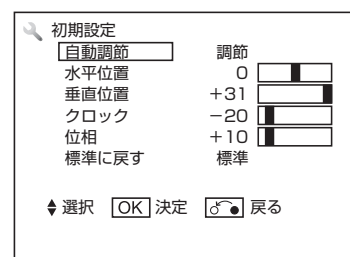 初期設定
自動調節 調節
水平位置 0
垂直位置 +31
クロック -20
位相 +10
標準に戻す 標準
選択 OK 決定 戻る